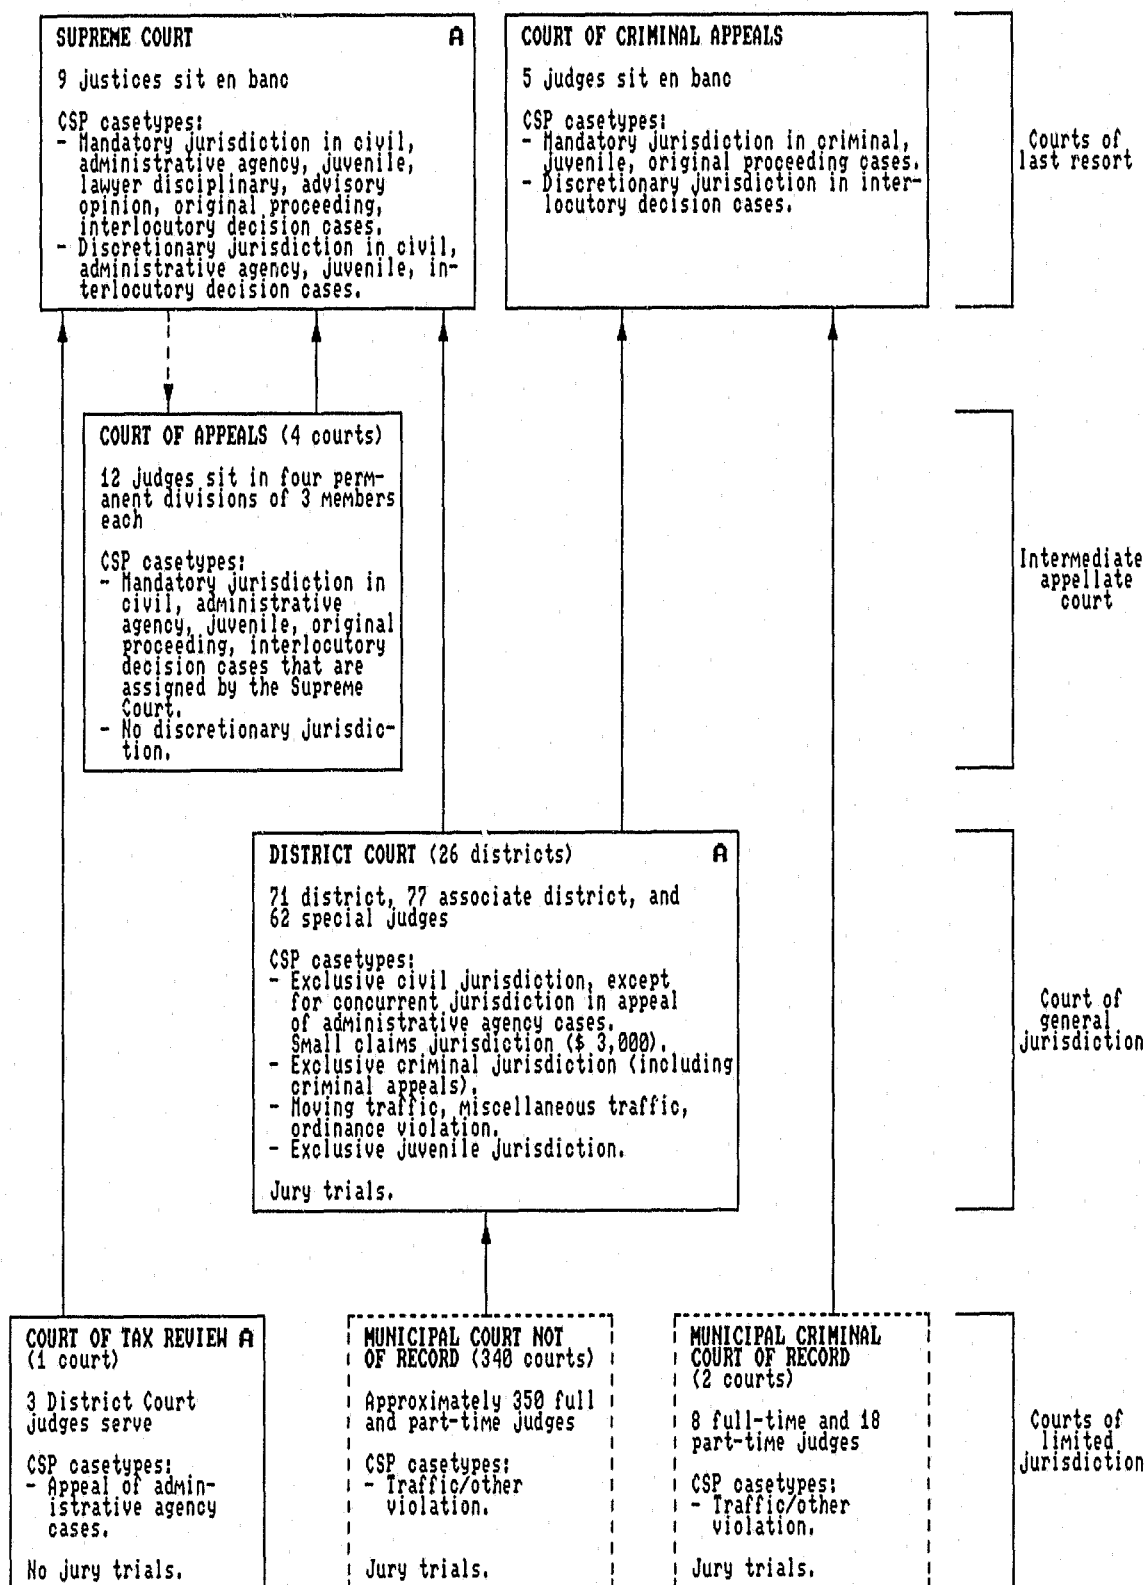 SUPREME COURT A
9 justices sit en banc
CSP casetypes:
- Mandatory jurisdiction in civil,
administrative agency, juvenile,
lawyer disciplinary, advisory
opinion, original proceeding,
interlocutory decision cases.
- Discretionary jurisdiction in civil,
administrative agency, juvenile, in-
terlocutory decision cases.
COURT OF CRIMINAL APPEALS
5 judges sit en banc
CSP casetypes:
- Mandatory jurisdiction in criminal,
juvenile, original proceeding cases.
- Discretionary jurisdiction in inter-
locutory decision cases.
Courts of
last resort
COURT OF APPEALS (4 courts)
12 judges sit in four perm-
anent divisions of 3 members
each
CSP casetypes:
- Mandatory jurisdiction in
civil, administrative
agency, juvenile, original
proceeding, interlocutory
decision cases that are
assigned by the Supreme
Court.
- No discretionary jurisdic-
tion.
Intermediate
appellate
court
DISTRICT COURT (26 districts) A
71 district, 77 associate district, and
62 special judges
CSP casetypes:
- Exclusive civil jurisdiction, except
for concurrent jurisdiction in appeal
of administrative agency cases.
Small claims jurisdiction ($ 3,000).
- Exclusive criminal jurisdiction (including
criminal appeals).
- Moving traffic, miscellaneous traffic,
ordinance violation.
- Exclusive juvenile jurisdiction.
Jury trials.
Court of
general
jurisdiction
COURT OF TAX REVIEW A
(1 court)
3 District Court
judges serve
CSP casetypes:
- Appeal of admin-
istrative agency
cases.
No jury trials.
MUNICIPAL COURT NOT
OF RECORD (340 courts)
Approximately 350 full
and part-time judges
CSP casetypes:
- Traffic/other
violation.
Jury trials.
MUNICIPAL CRIMINAL
COURT OF RECORD
(2 courts)
8 full-time and 18
part-time judges
CSP casetypes:
- Traffic/other
violation.
Jury trials.
Courts of
limited
jurisdiction